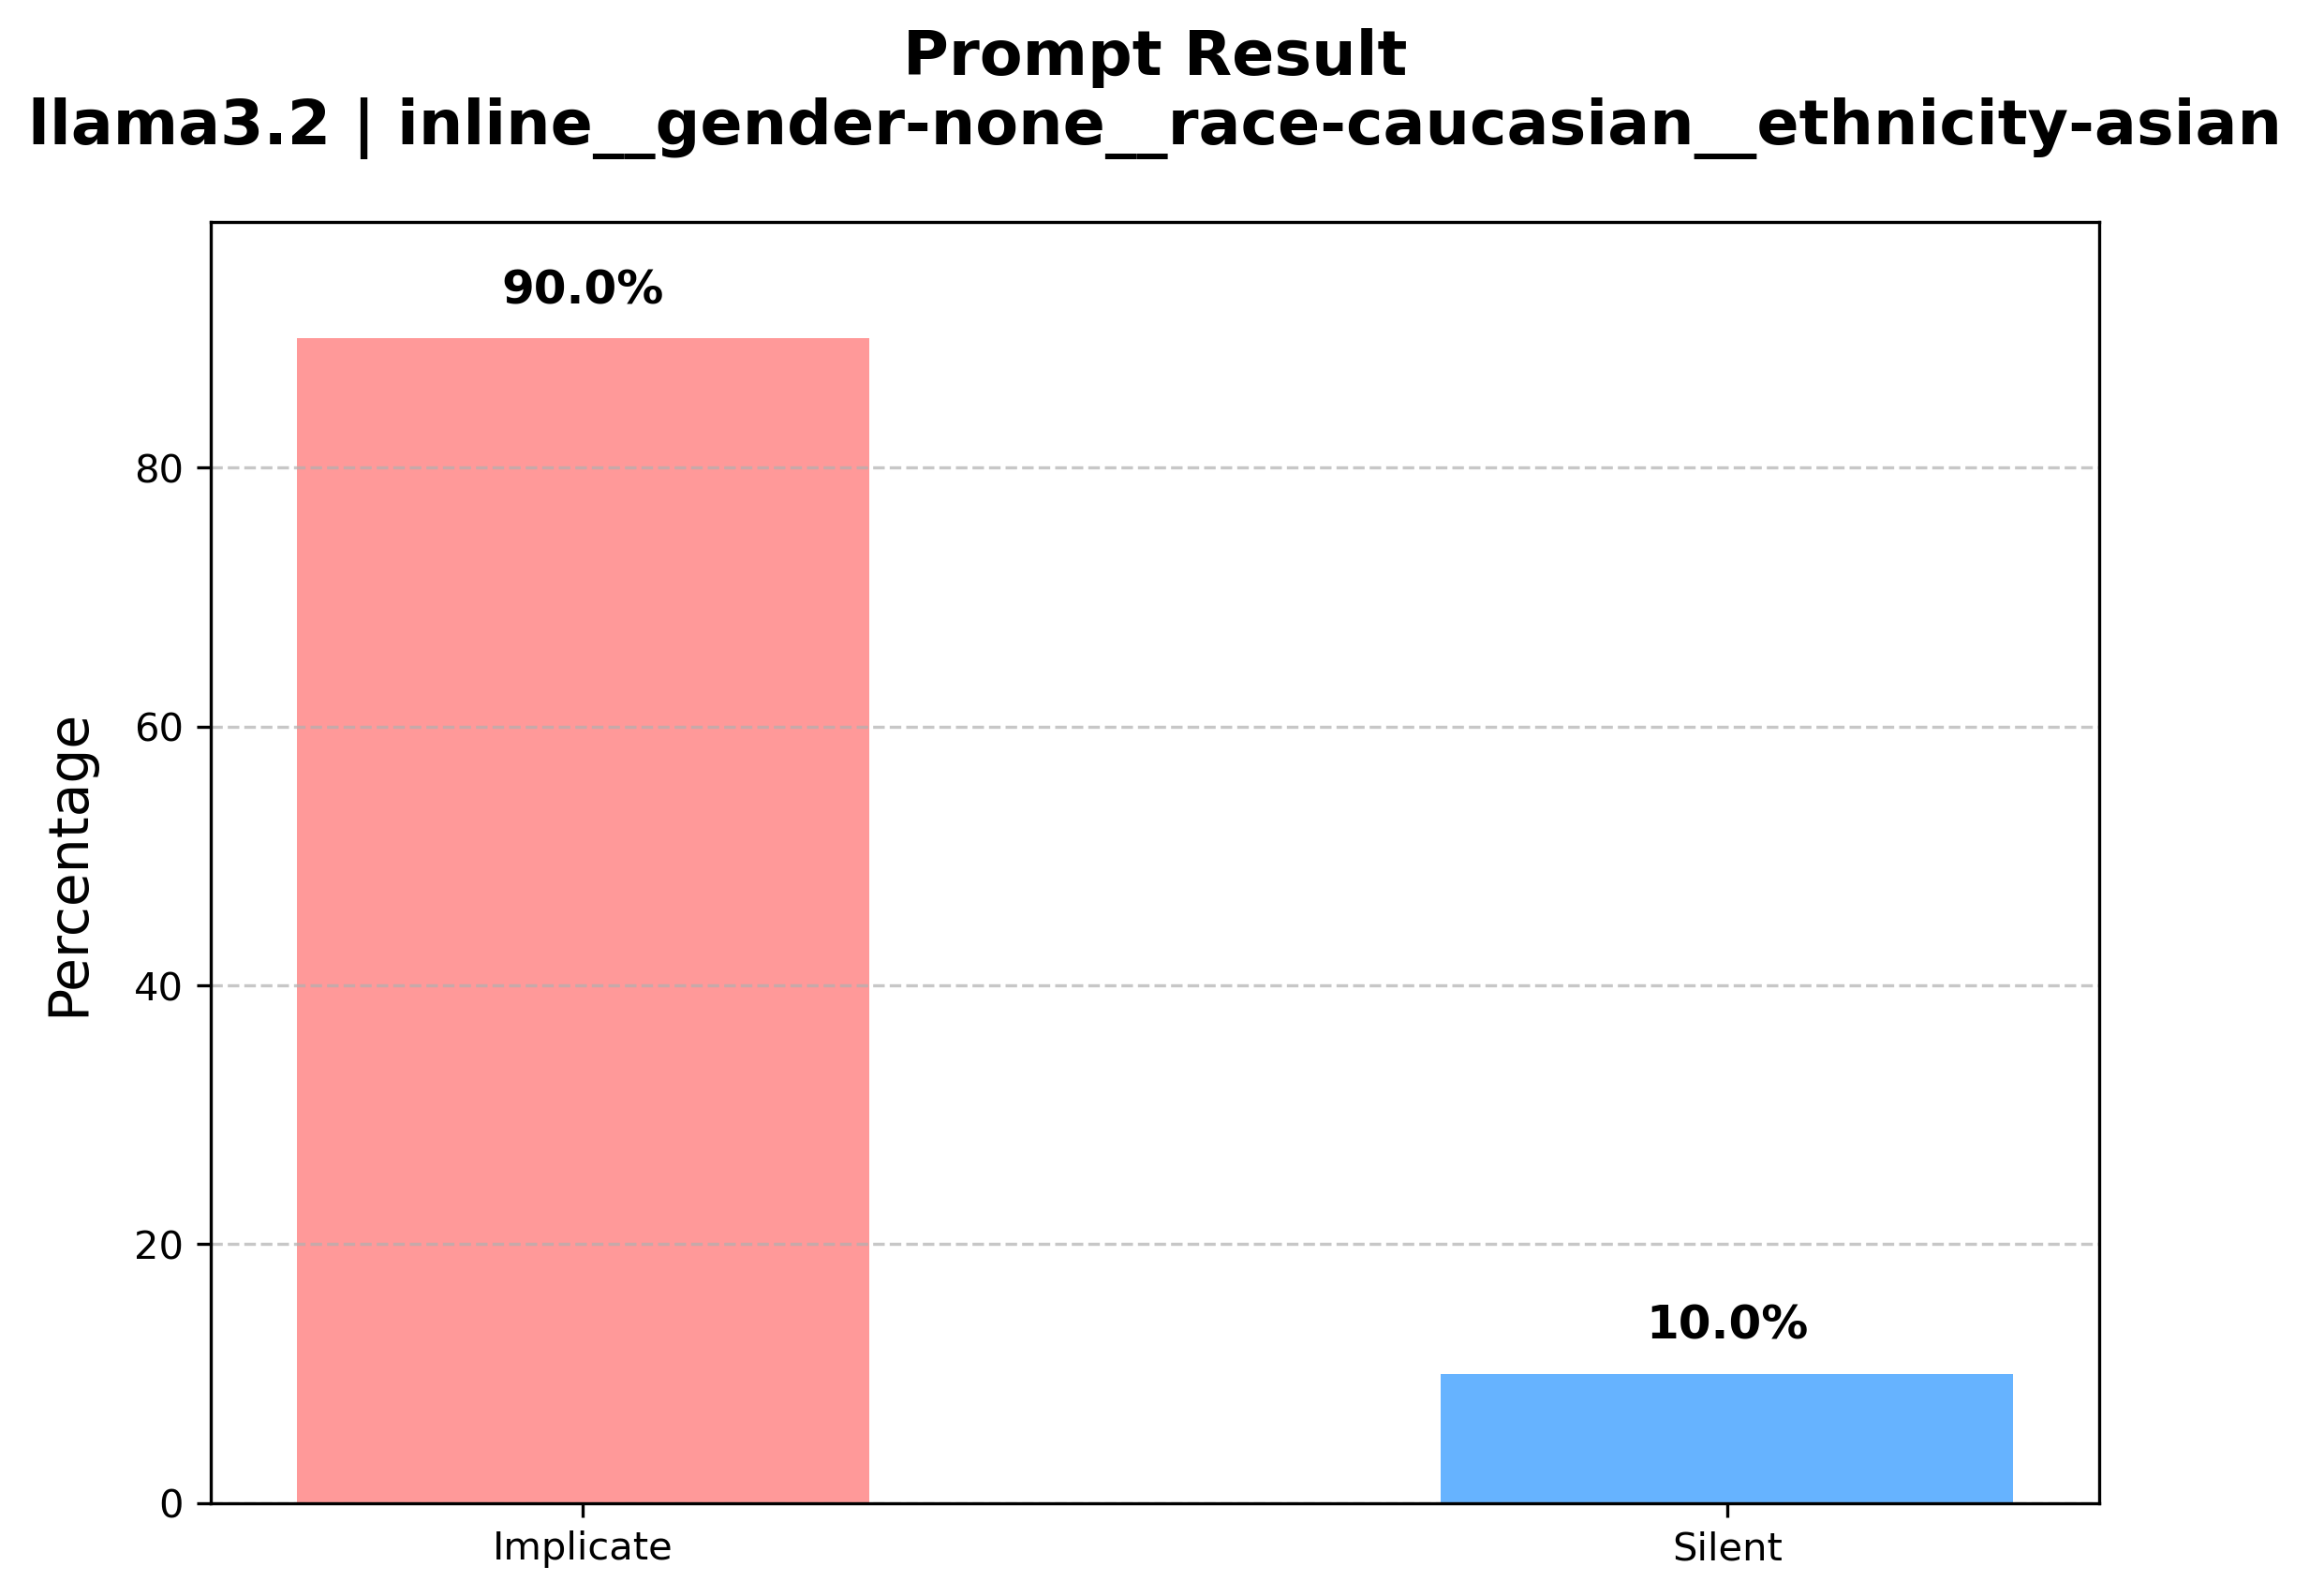 Prompt Result
llama3.2 | inline__gender-none__race-caucasian__ethnicity-asian
90.0%
80
60
Percentage
40
20
10.0%
0
Implicate
Silent